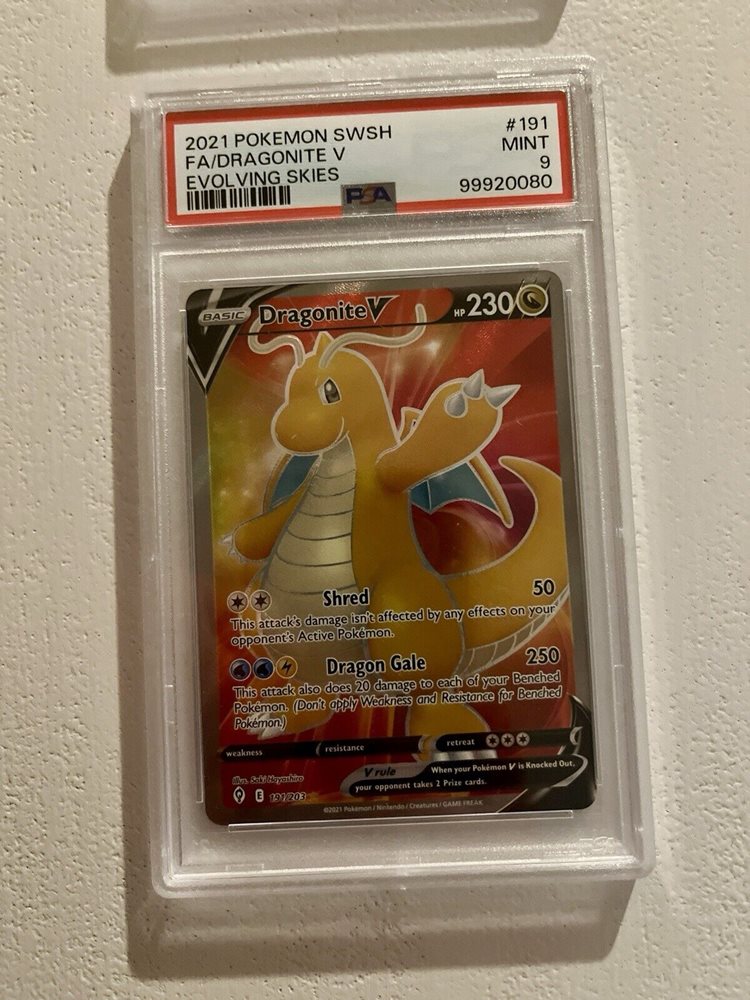 2021 POKEMON SWSH #191
FA/DRAGONITE V MINT
EVOLVING SKIES 9
PSA 99920080
BASIC Dragonite V HP 230
Shred 50
This attack's damage isn't affected by any effects on your
opponent's Active Pokémon.
Dragon Gale 250
This attack also does 20 damage to each of your Benched
Pokémon. (Don't apply Weakness and Resistance for Benched
Pokémon.)
weakness resistance retreat
V rule When your Pokémon V is Knocked Out,
your opponent takes 2 Prize cards.
Illus. Saki Hayashiro
E 191/203
©2021 Pokémon / Nintendo / Creatures / GAME FREAK